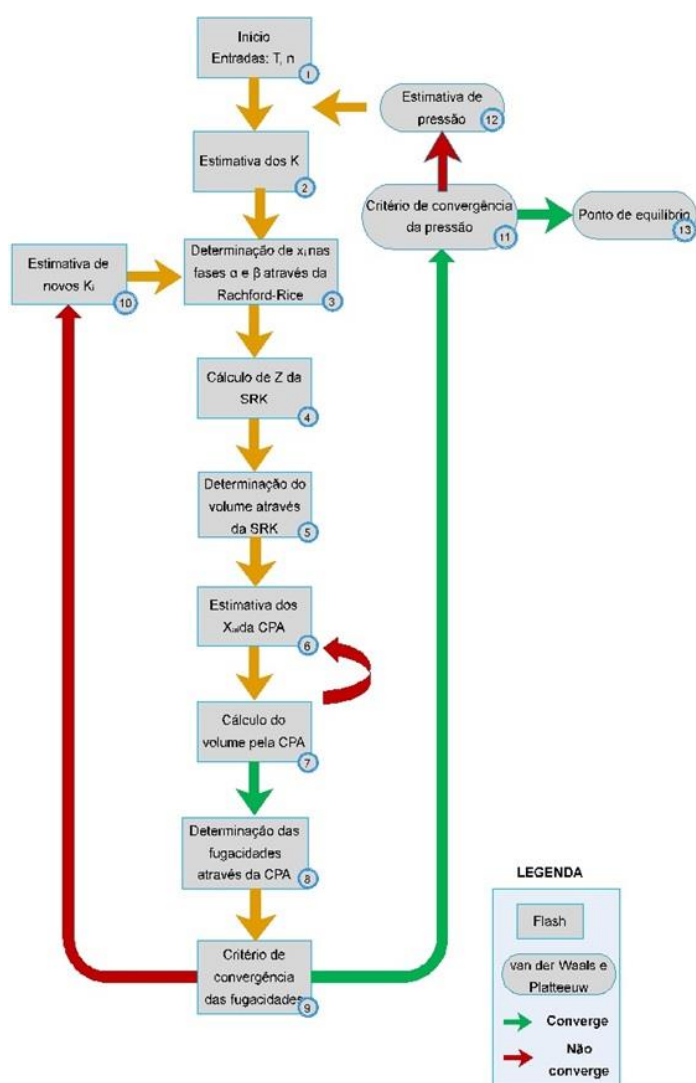 Início
Entradas: T, n
1
Estimativa dos K
2
Determinação de xᵢ nas
fases α e β através da
Rachford-Rice
3
Cálculo de Z da
SRK
4
Determinação do
volume através
da SRK
5
Estimativa dos
da CPA
6
Cálculo do
volume pela CPA
7
Determinação das
fugacidades
através da CPA
8
Critério de
convergência
das fugacidades
9
Estimativa de
novos Kᵢ
10
Critério de convergência
da pressão
11
Estimativa de
pressão
12
Ponto de equilíbrio
13
LEGENDA
Flash
van der Waals e
Platteeuw
Converge
Não
converge